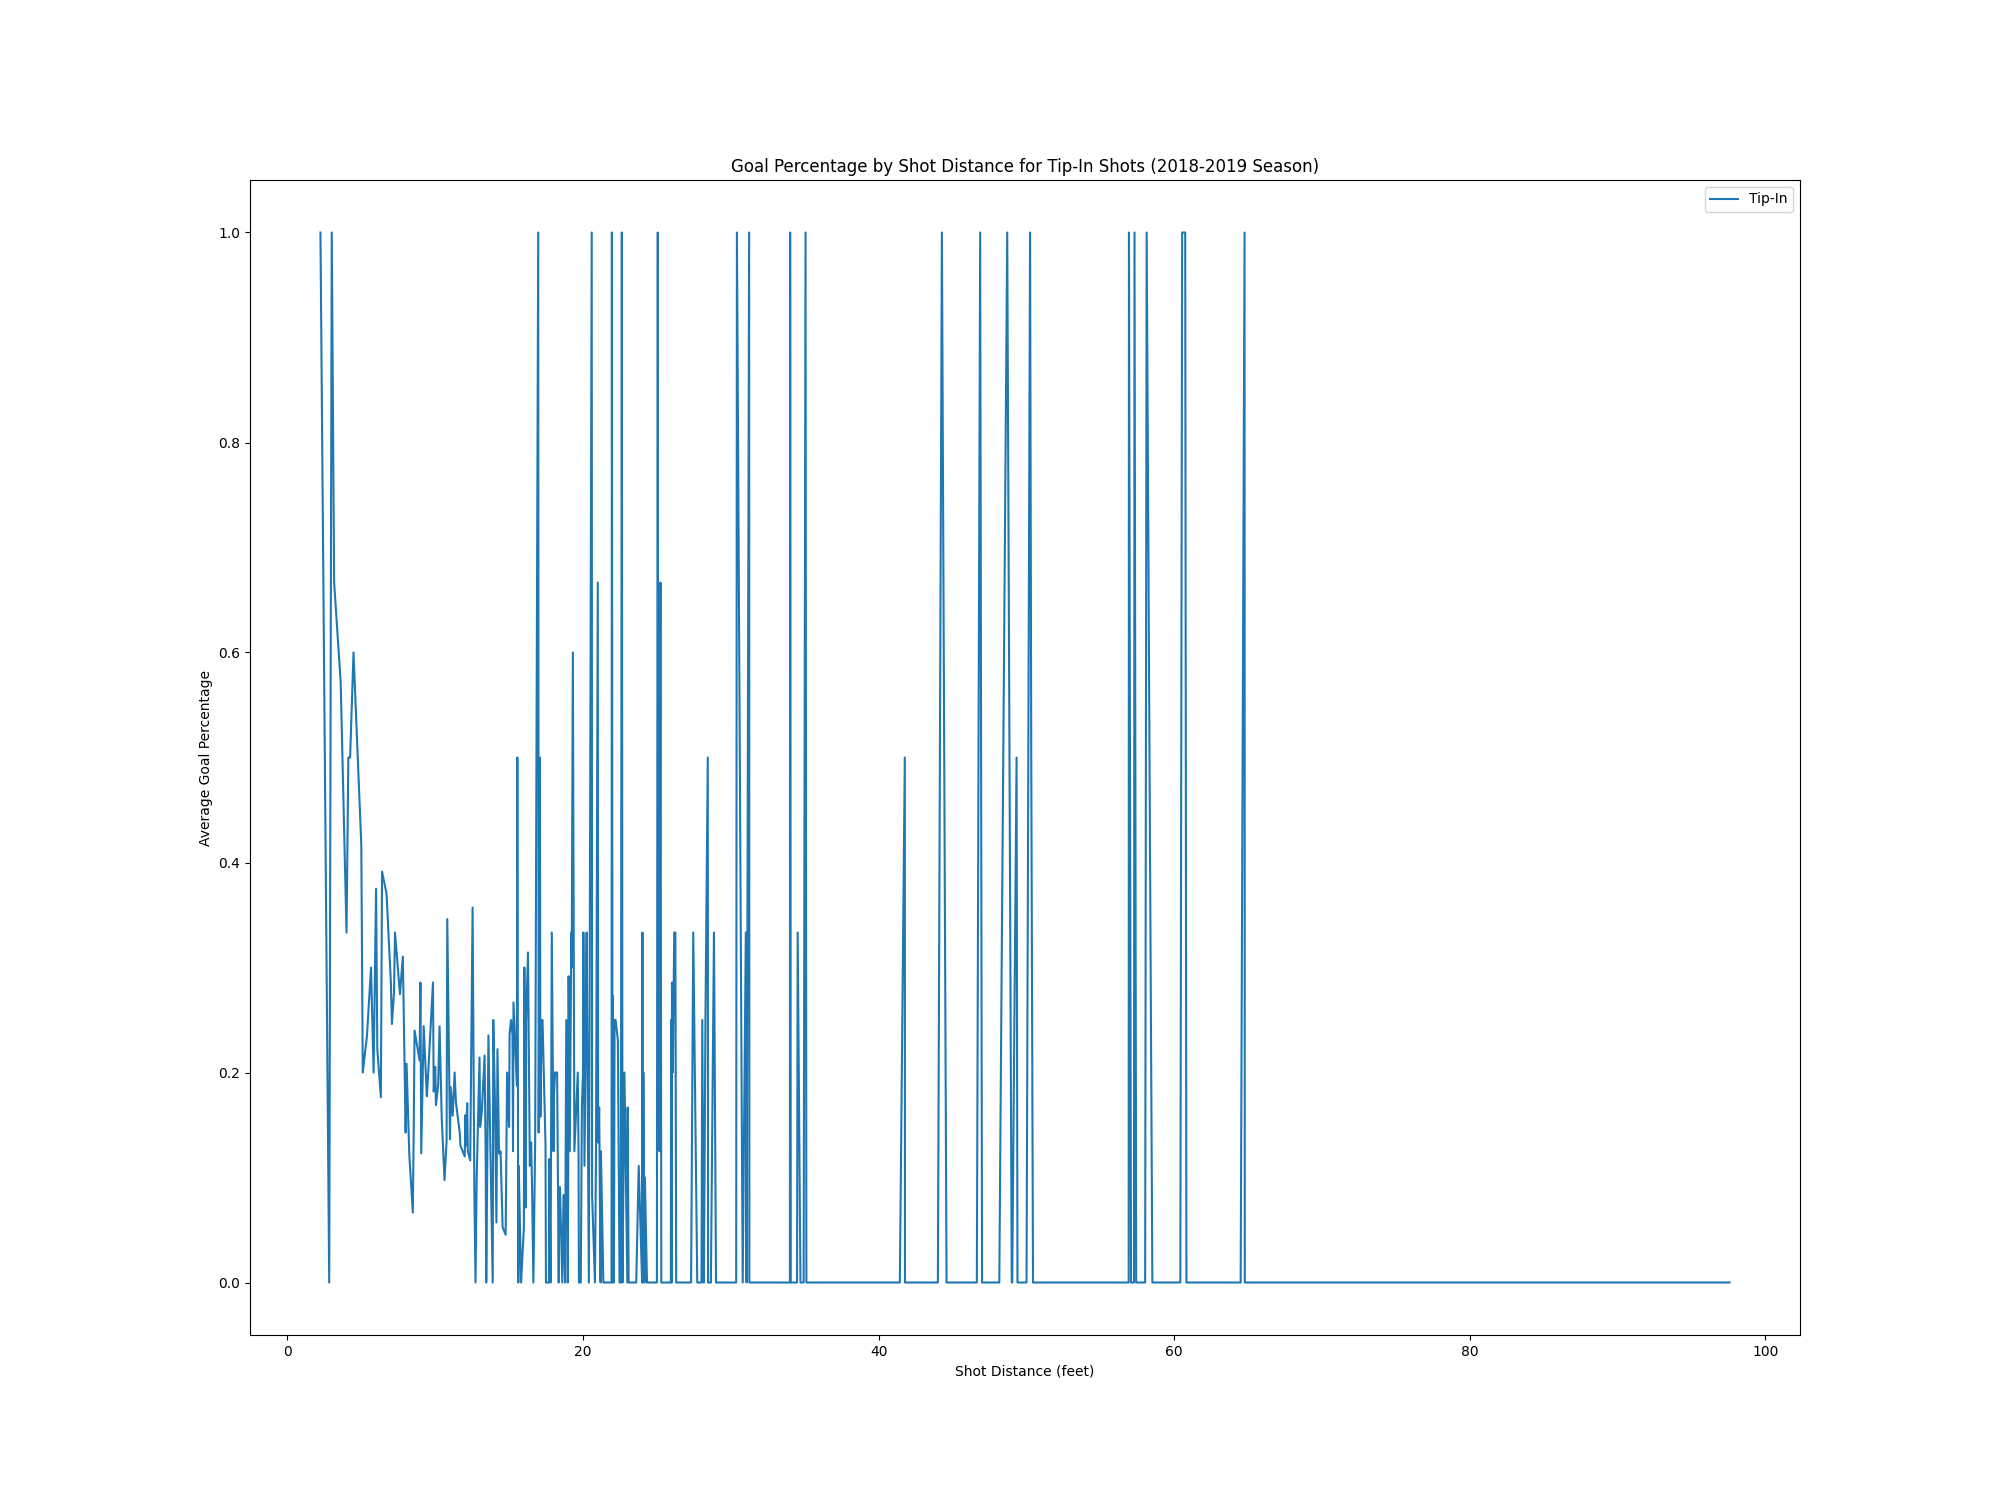 Goal Percentage by Shot Distance for Tip-In Shots (2018-2019 Season)
Tip-In
1.0
0.8
0.6
0.4
0.2
0.0
Average Goal Percentage
0 20 40 60 80 100
Shot Distance (feet)